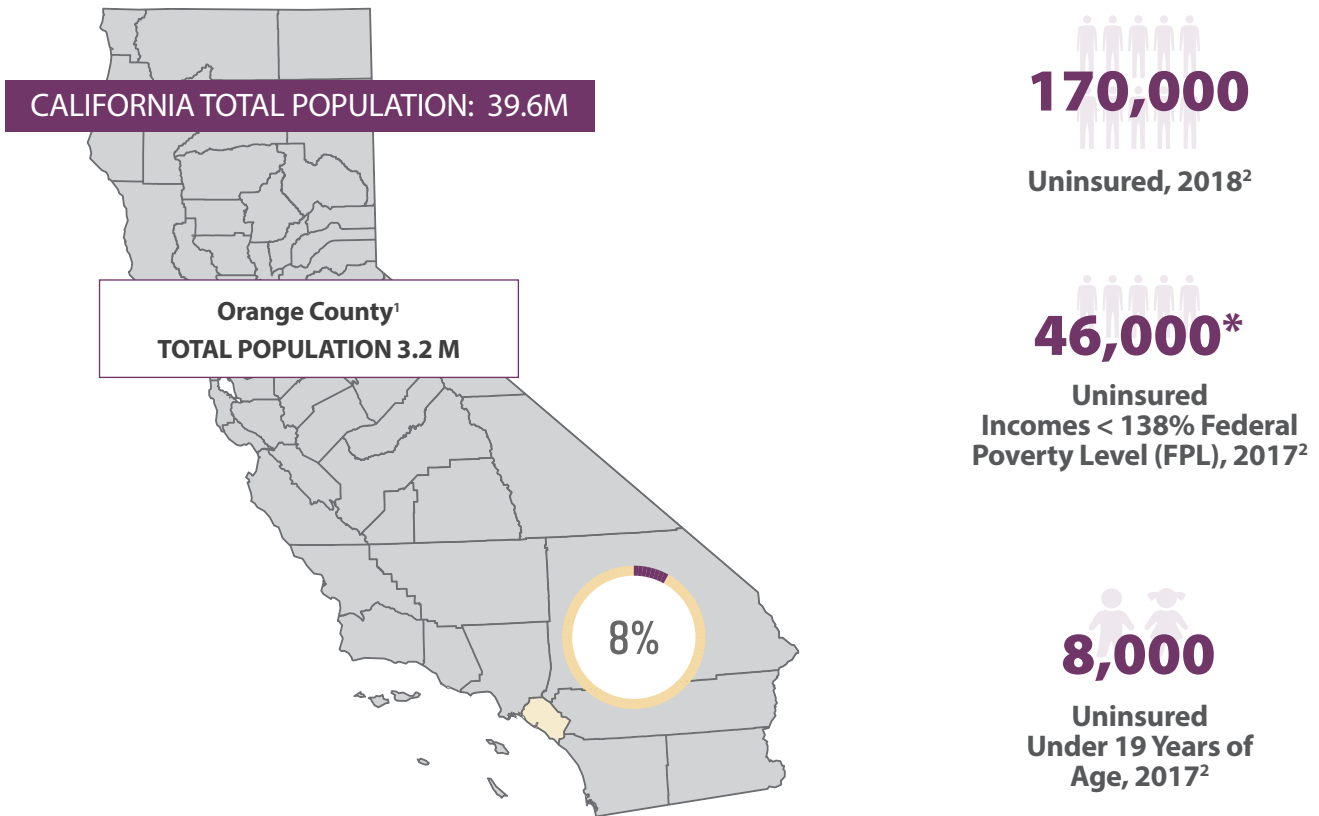 CALIFORNIA TOTAL POPULATION: 39.6M
Orange County¹
TOTAL POPULATION 3.2 M
8%
170,000
Uninsured, 2018²
46,000*
Uninsured
Incomes < 138% Federal
Poverty Level (FPL), 2017²
8,000
Uninsured
Under 19 Years of
Age, 2017²